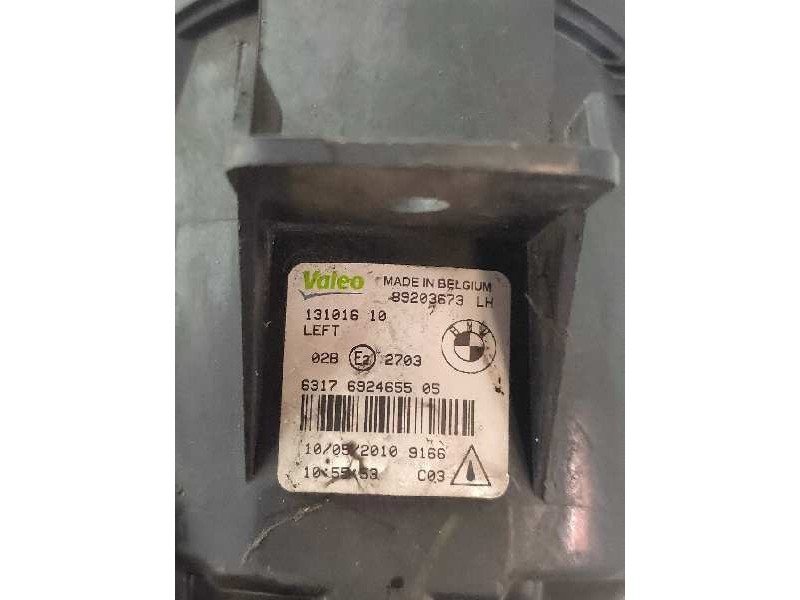 Valeo MADE IN BELGIUM
89203673 LH
131016 10
LEFT
BMW
02B E2 2703
6317 6924655 05
10/05/2010 9166
10:55:53 C03